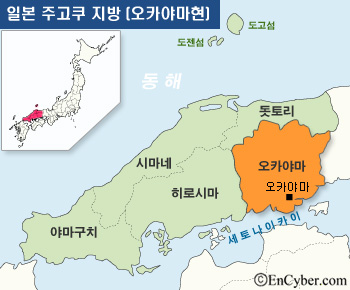 일본 주고쿠 지방 (오카야마현)
도고섬
도젠섬
동해
돗토리
시마네
오카야마
오카야마
히로시마
야마구치
세토나이카이
©EnCyber.com